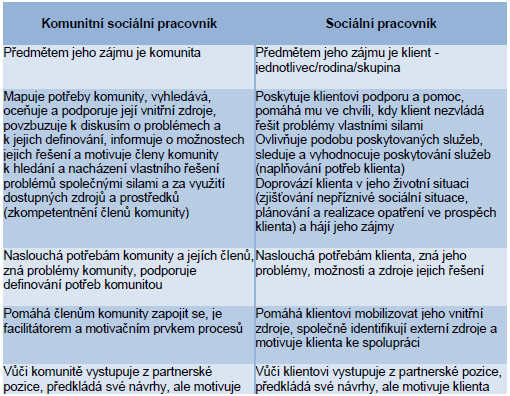 Komunitní sociální pracovník
Sociální pracovník
Předmětem jeho zájmu je komunita
Předmětem jeho zájmu je klient -
jednotlivec/rodina/skupina
Mapuje potřeby komunity, vyhledává,
oceňuje a podporuje její vnitřní zdroje,
povzbuzuje k diskusím o problémech a
k jejich definování, informuje o možnostech
jejich řešení a motivuje členy komunity
k hledání a nacházení vlastního řešení
problémů společnými silami a za využití
dostupných zdrojů a prostředků
(zkompetentnění členů komunity)
Poskytuje klientovi podporu a pomoc,
pomáhá mu ve chvíli, kdy klient nezvládá
řešit problémy vlastními silami
Ovlivňuje podobu poskytovaných služeb,
sleduje a vyhodnocuje poskytování služeb
(naplňování potřeb klienta)
Doprovází klienta v jeho životní situaci
(zjišťování nepříznivé sociální situace,
plánování a realizace opatření ve prospěch
klienta) a hájí jeho zájmy
Naslouchá potřebám komunity a jejích členů,
zná problémy komunity, podporuje
definování potřeb komunitou
Naslouchá potřebám klienta, zná jeho
problémy, možnosti a zdroje jejich řešení
Pomáhá členům komunity zapojit se, je
facilitátorem a motivačním prvkem procesů
Pomáhá klientovi mobilizovat jeho vnitřní
zdroje, společně identifikují externí zdroje a
motivuje klienta ke spolupráci
Vůči komunitě vystupuje z partnerské
pozice, předkládá své návrhy, ale motivuje
Vůči klientovi vystupuje z partnerské pozice,
předkládá své návrhy, ale motivuje klienta